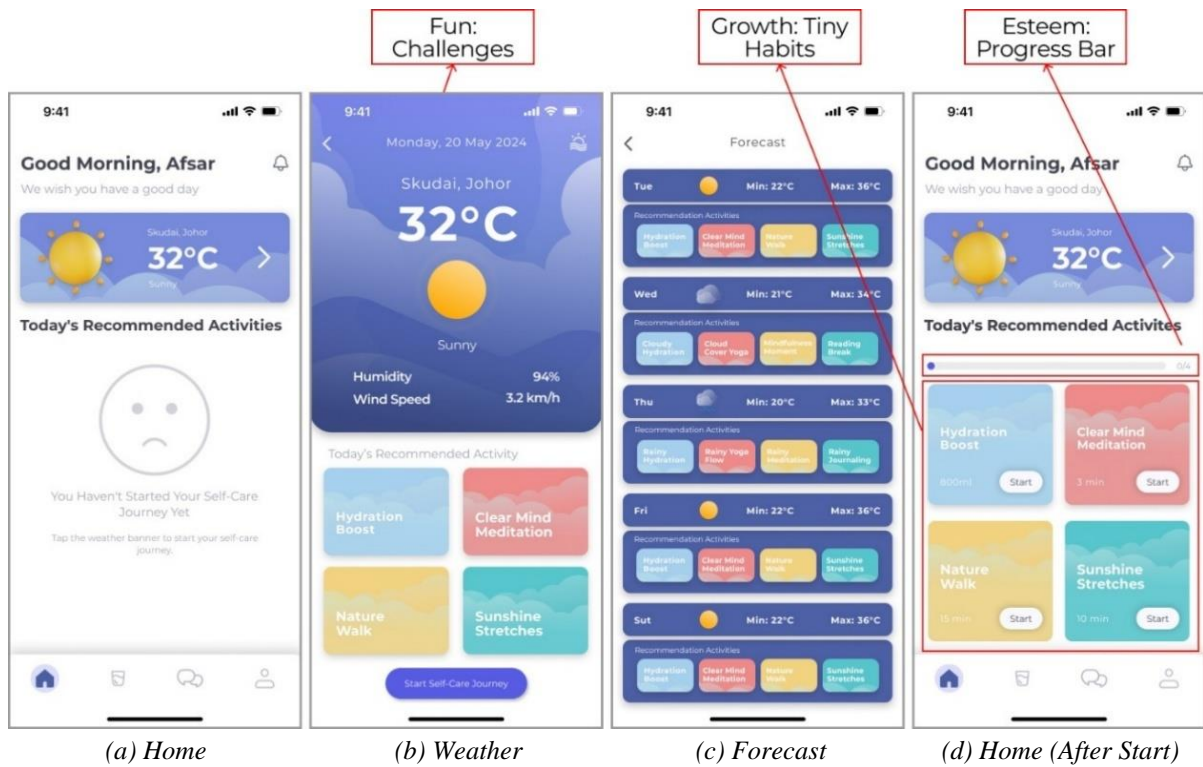 Fun:
Challenges
Growth: Tiny
Habits
Esteem:
Progress Bar
9:41
Good Morning, Afsar
We wish you have a good day
Skudai, Johor
32°C
Sunny
Today's Recommended Activities
You Haven't Started Your Self-Care
Journey Yet
Tap the weather banner to start your self-care
journey.
(a) Home
9:41
Monday, 20 May 2024
Skudai, Johor
32°C
Sunny
Humidity 94%
Wind Speed 3.2 km/h
Today's Recommended Activity
Hydration
Boost
Clear Mind
Meditation
Nature
Walk
Sunshine
Stretches
Start Self-Care Journey
(b) Weather
9:41
Forecast
Tue Min: 22°C Max: 36°C
Recommendation Activities
Hydration
Boost
Clear Mind
Meditation
Nature
Walk
Sunshine
Stretches
Wed Min: 21°C Max: 34°C
Recommendation Activities
Cloudy
Hydration
Cloud
Cover Yoga
Mindfulness
Moment
Reading
Break
Thu Min: 20°C Max: 33°C
Recommendation Activities
Rainy
Hydration
Rainy Yoga
Flow
Rainy
Meditation
Rainy
Journaling
Fri Min: 22°C Max: 36°C
Recommendation Activities
Hydration
Boost
Clear Mind
Meditation
Nature
Walk
Sunshine
Stretches
Sut Min: 22°C Max: 36°C
Recommendation Activities
Hydration
Boost
Clear Mind
Meditation
Nature
Walk
Sunshine
Stretches
(c) Forecast
9:41
Good Morning, Afsar
We wish you have a good day
Skudai, Johor
32°C
Sunny
Today's Recommended Activites
0/4
Hydration
Boost
800ml Start
Clear Mind
Meditation
3 min Start
Nature
Walk
15 min Start
Sunshine
Stretches
10 min Start
(d) Home (After Start)